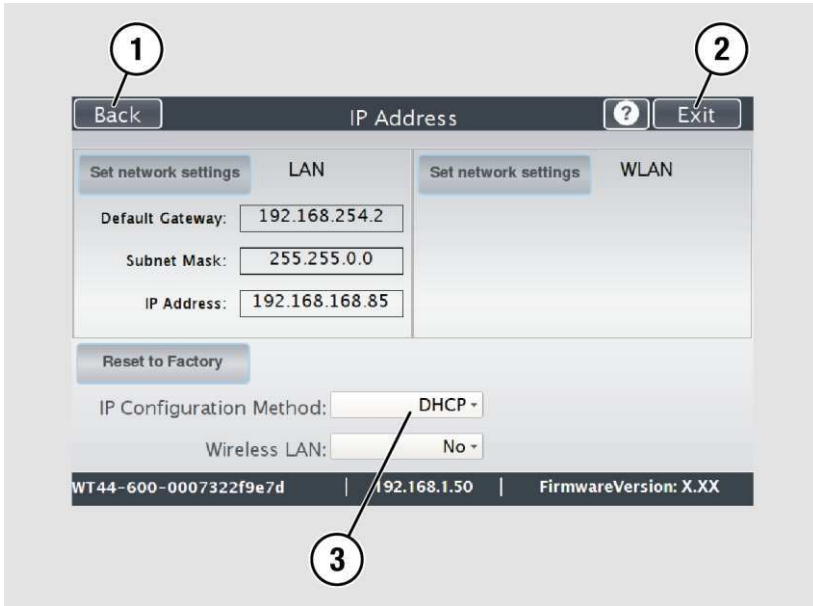 1
2
Back
IP Address
?
Exit
Set network settings
LAN
Default Gateway: 192.168.254.2
Subnet Mask: 255.255.0.0
IP Address: 192.168.168.85
Set network settings
WLAN
Reset to Factory
IP Configuration Method: DHCP
Wireless LAN: No
WT44-600-0007322f9e7d | 192.168.1.50 | FirmwareVersion: X.XX
3